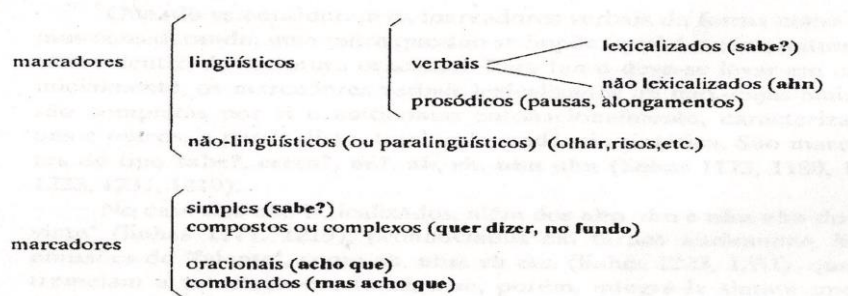 lexicalizados (sabe?)
marcadores lingüísticos verbais
não lexicalizados (ahn)
prosódicos (pausas, alongamentos)
não-lingüísticos (ou paralingüísticos) (olhar,risos,etc.)
simples (sabe?)
compostos ou complexos (quer dizer, no fundo)
marcadores
oracionais (acho que)
combinados (mas acho que)